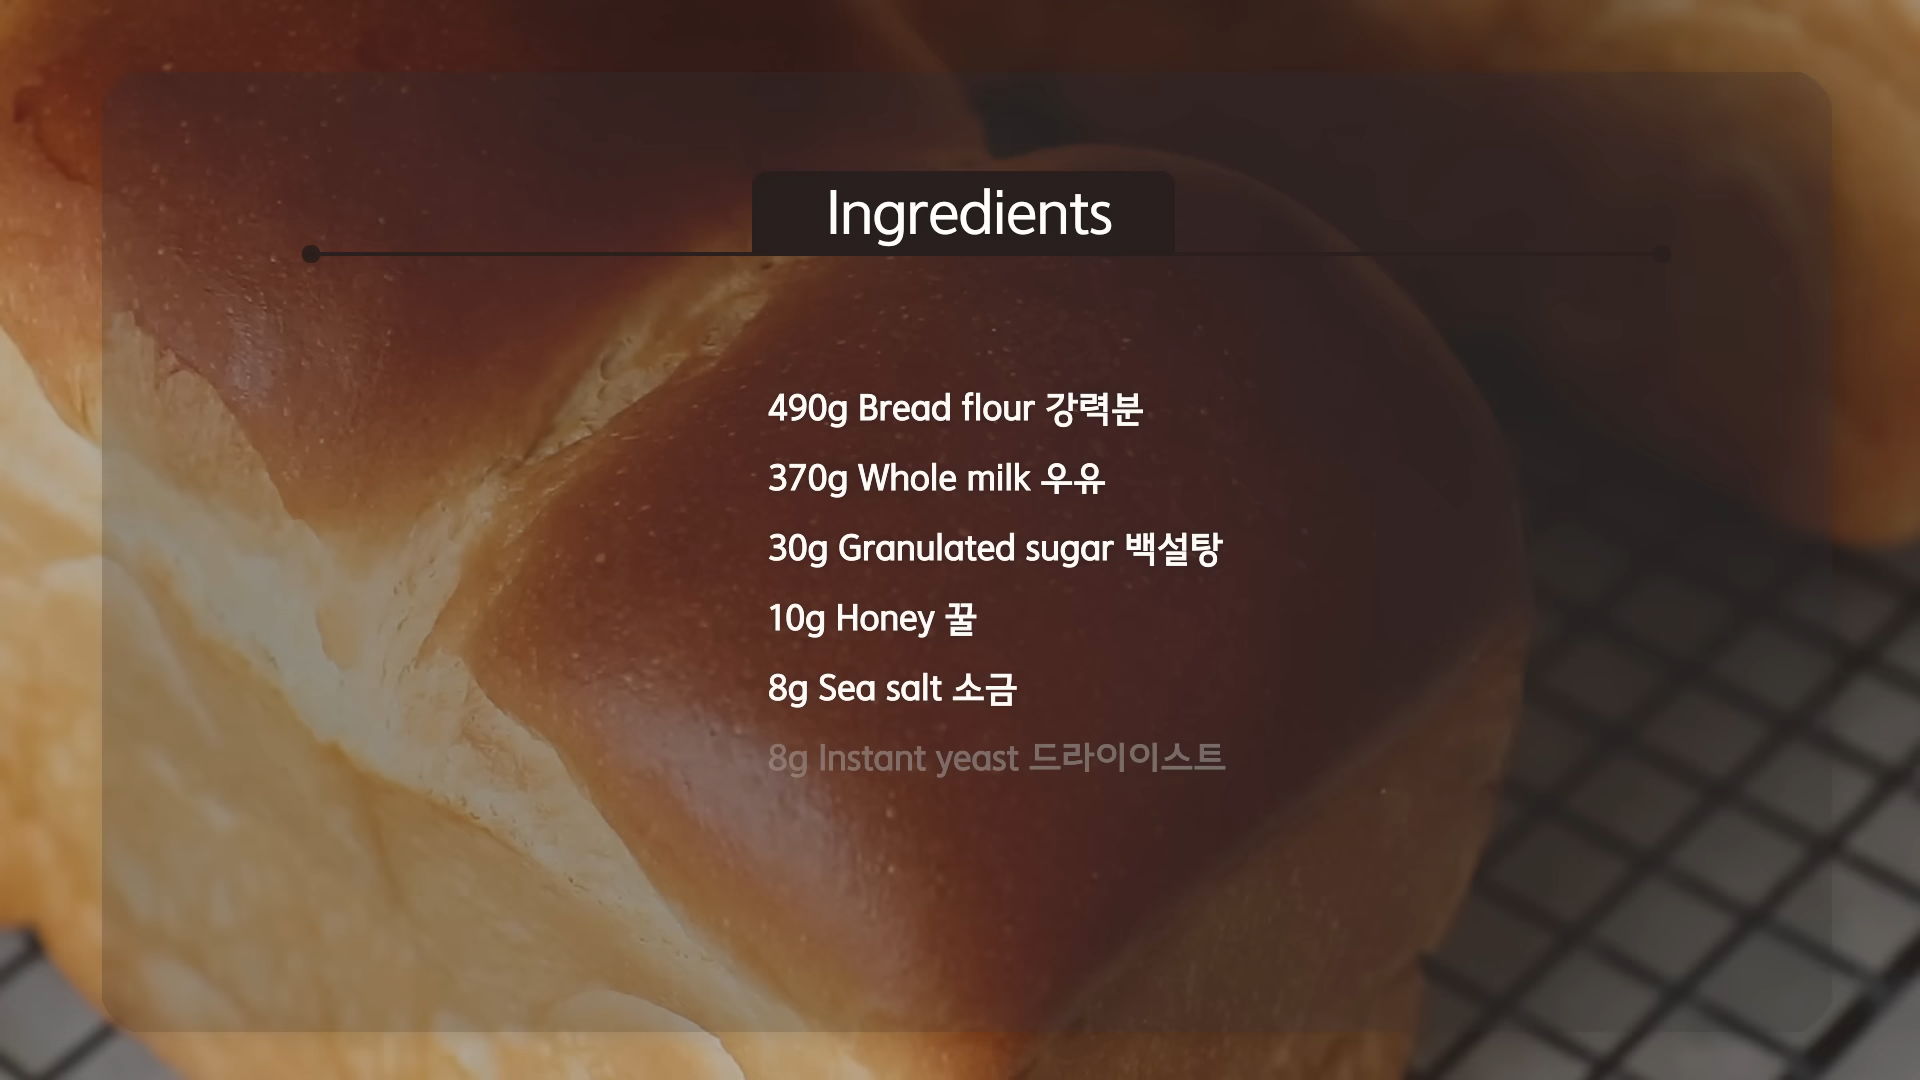 Ingredients
490g Bread flour 강력분
370g Whole milk 우유
30g Granulated sugar 백설탕
10g Honey 꿀
8g Sea salt 소금
8g Instant yeast 드라이이스트